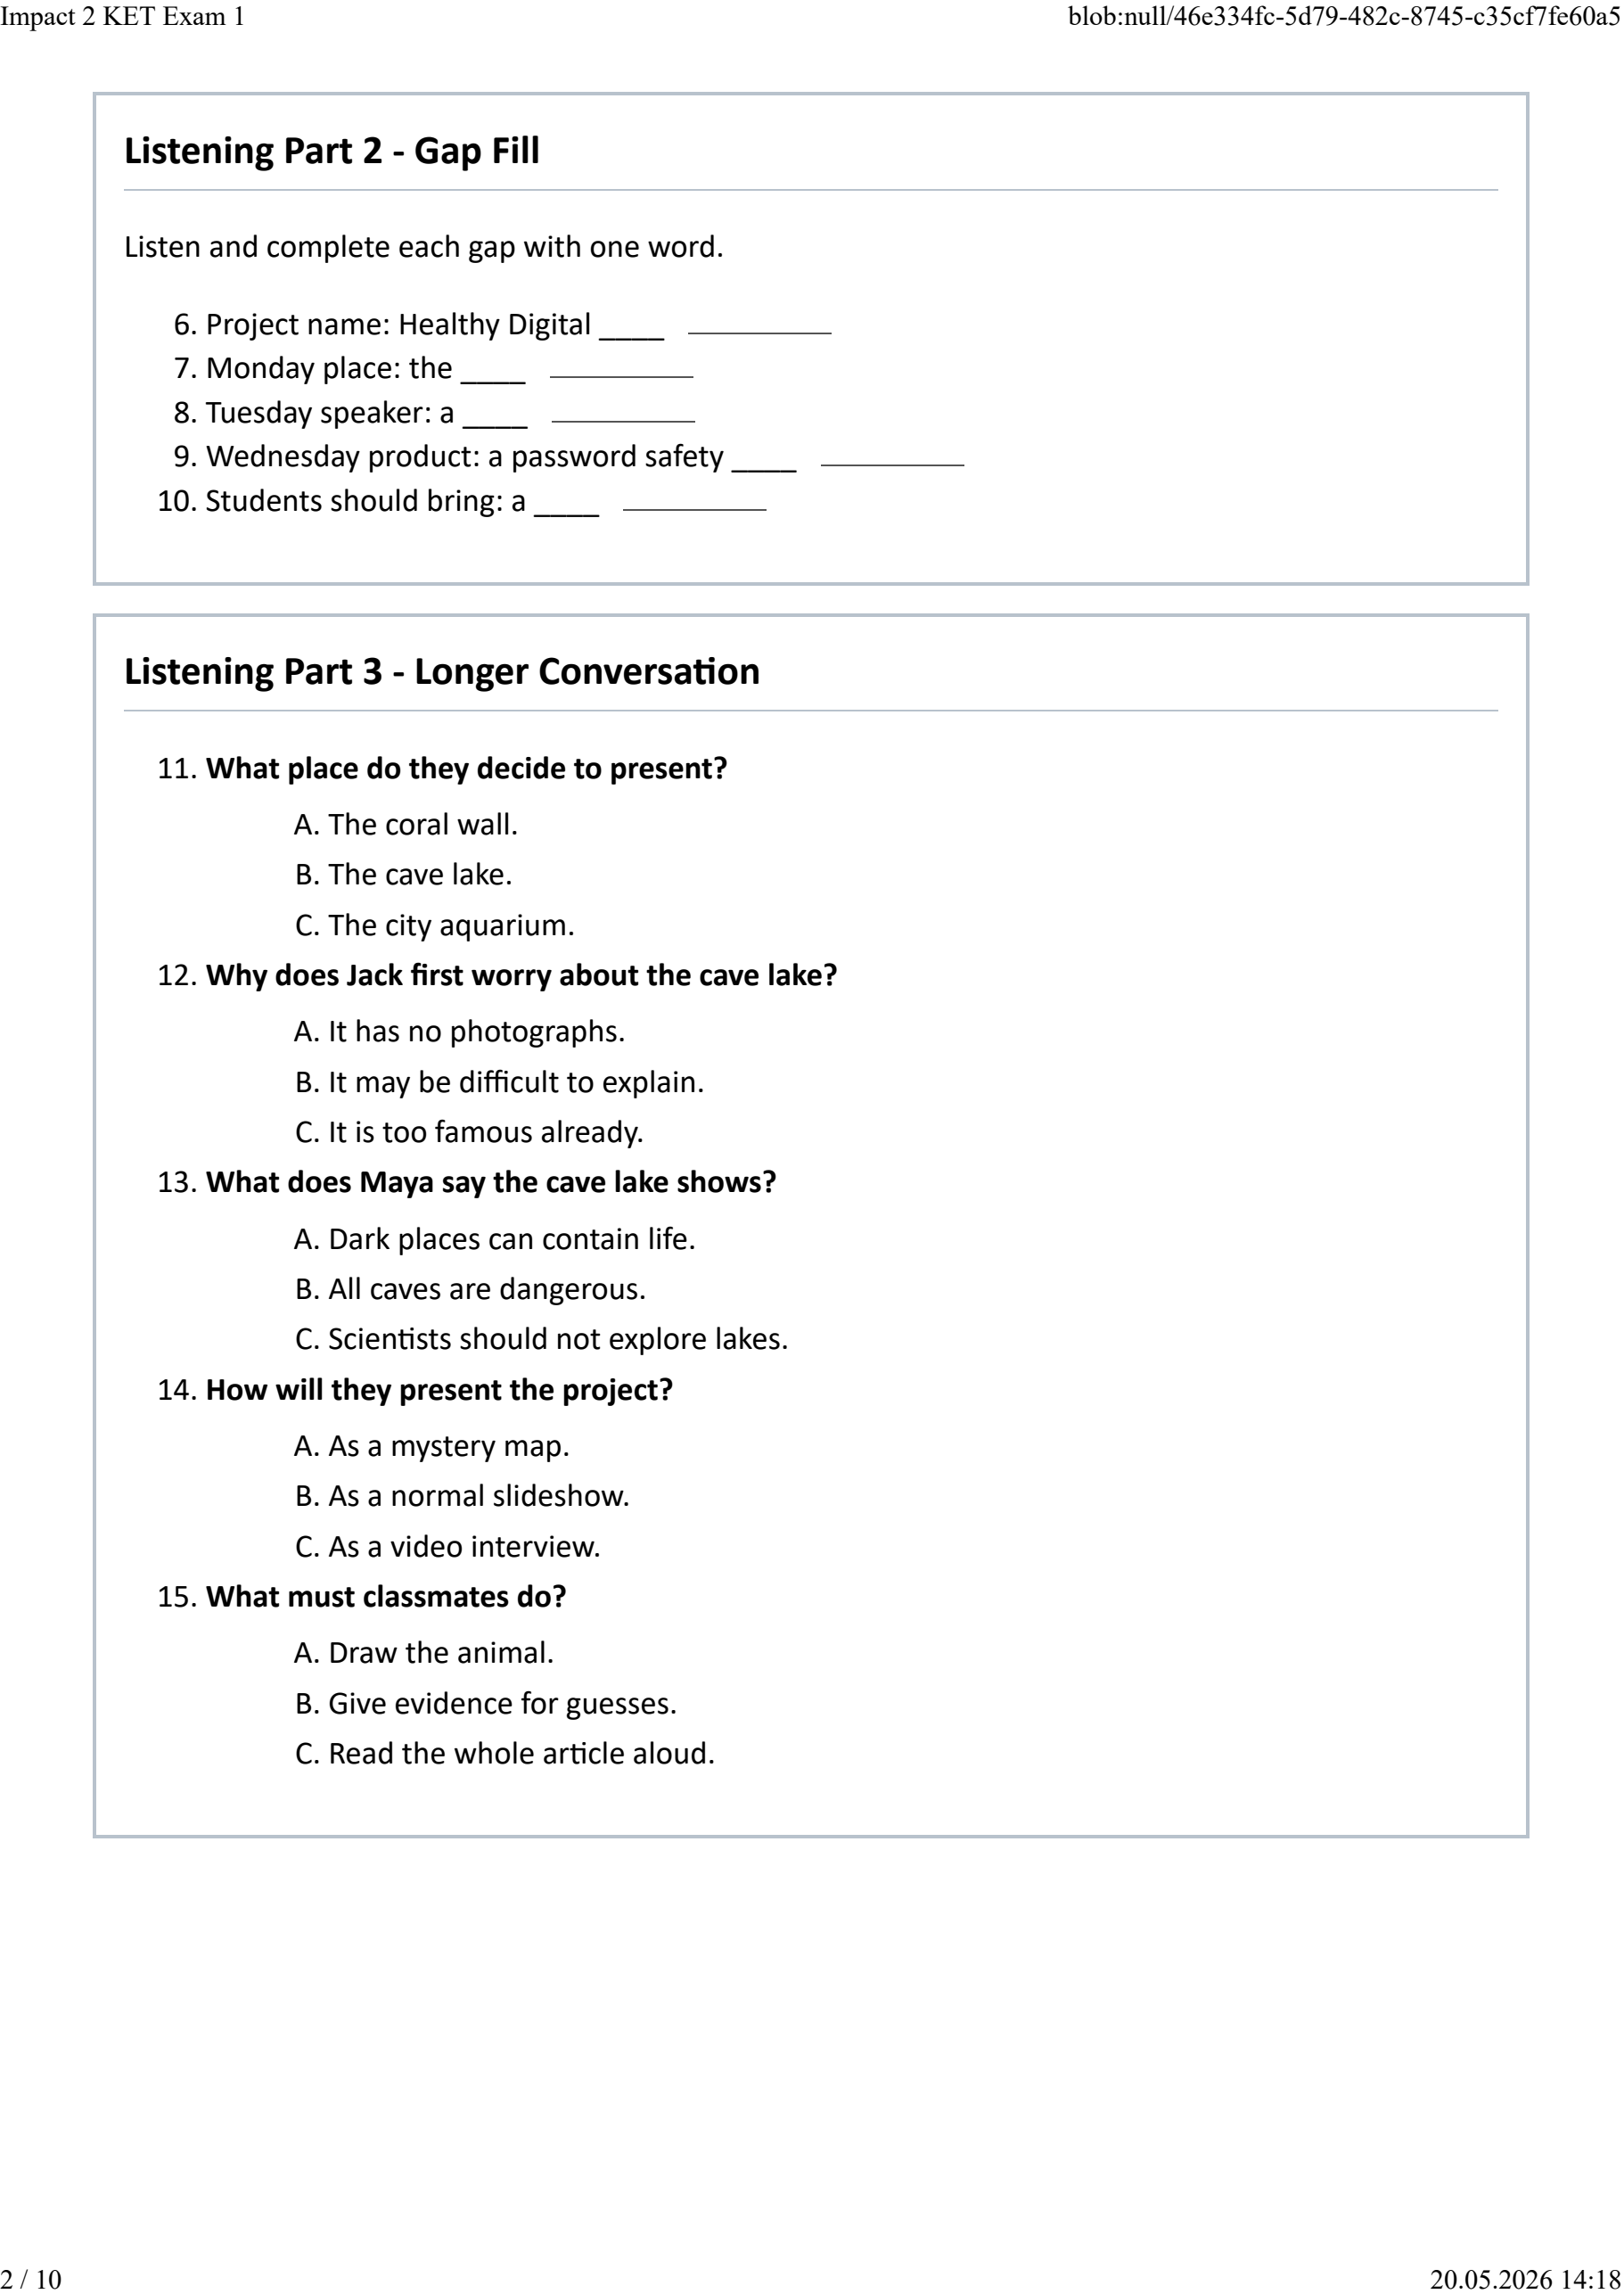 Impact 2 KET Exam 1 blob:null/46e334fc-5d79-482c-8745-c35cf7fe60a5
Listening Part 2 - Gap Fill
Listen and complete each gap with one word.
6. Project name: Healthy Digital ____ __________
7. Monday place: the ____ __________
8. Tuesday speaker: a ____ __________
9. Wednesday product: a password safety ____ __________
10. Students should bring: a ____ __________
Listening Part 3 - Longer Conversation
11. What place do they decide to present?
A. The coral wall.
B. The cave lake.
C. The city aquarium.
12. Why does Jack first worry about the cave lake?
A. It has no photographs.
B. It may be difficult to explain.
C. It is too famous already.
13. What does Maya say the cave lake shows?
A. Dark places can contain life.
B. All caves are dangerous.
C. Scientists should not explore lakes.
14. How will they present the project?
A. As a mystery map.
B. As a normal slideshow.
C. As a video interview.
15. What must classmates do?
A. Draw the animal.
B. Give evidence for guesses.
C. Read the whole article aloud.
2 / 10 20.05.2026 14:18